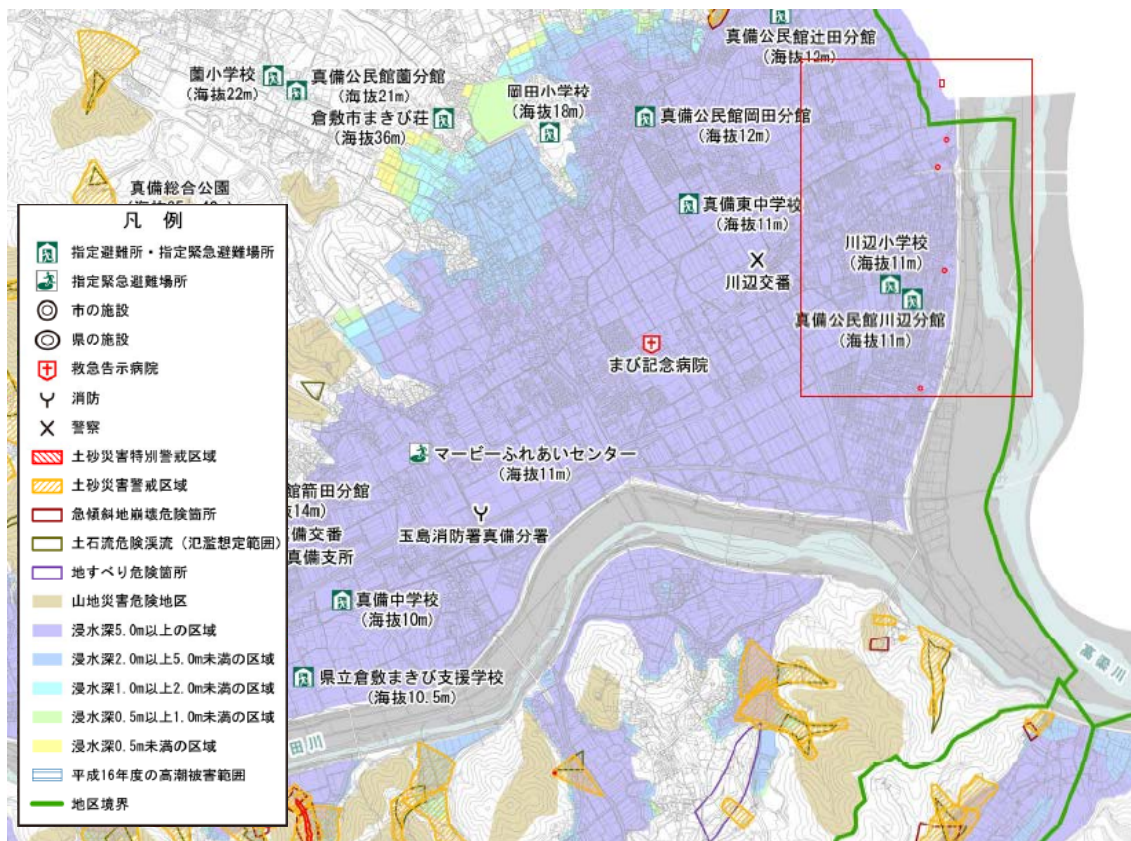 真備公民館辻田分館
(海抜12m)
薗小学校
(海抜22m)
真備公民館薗分館
(海抜21m)
倉敷市まきび荘
(海抜36m)
岡田小学校
(海抜18m)
真備公民館岡田分館
(海抜12m)
真備総合公園
真備東中学校
(海抜11m)
川辺交番
川辺小学校
(海抜11m)
真備公民館川辺分館
(海抜11m)
まび記念病院
マービーふれあいセンター
(海抜11m)
館箭田分館
14m)
備交番
真備支所
玉島消防署真備分署
真備中学校
(海抜10m)
県立倉敷まきび支援学校
(海抜10.5m)
田川
高梁川
凡 例
指定避難所・指定緊急避難場所
指定緊急避難場所
市の施設
県の施設
救急告示病院
消防
警察
土砂災害特別警戒区域
土砂災害警戒区域
急傾斜地崩壊危険箇所
土石流危険渓流(氾濫想定範囲)
地すべり危険箇所
山地災害危険地区
浸水深5.0m以上の区域
浸水深2.0m以上5.0m未満の区域
浸水深1.0m以上2.0m未満の区域
浸水深0.5m以上1.0m未満の区域
浸水深0.5m未満の区域
平成16年度の高潮被害範囲
地区境界